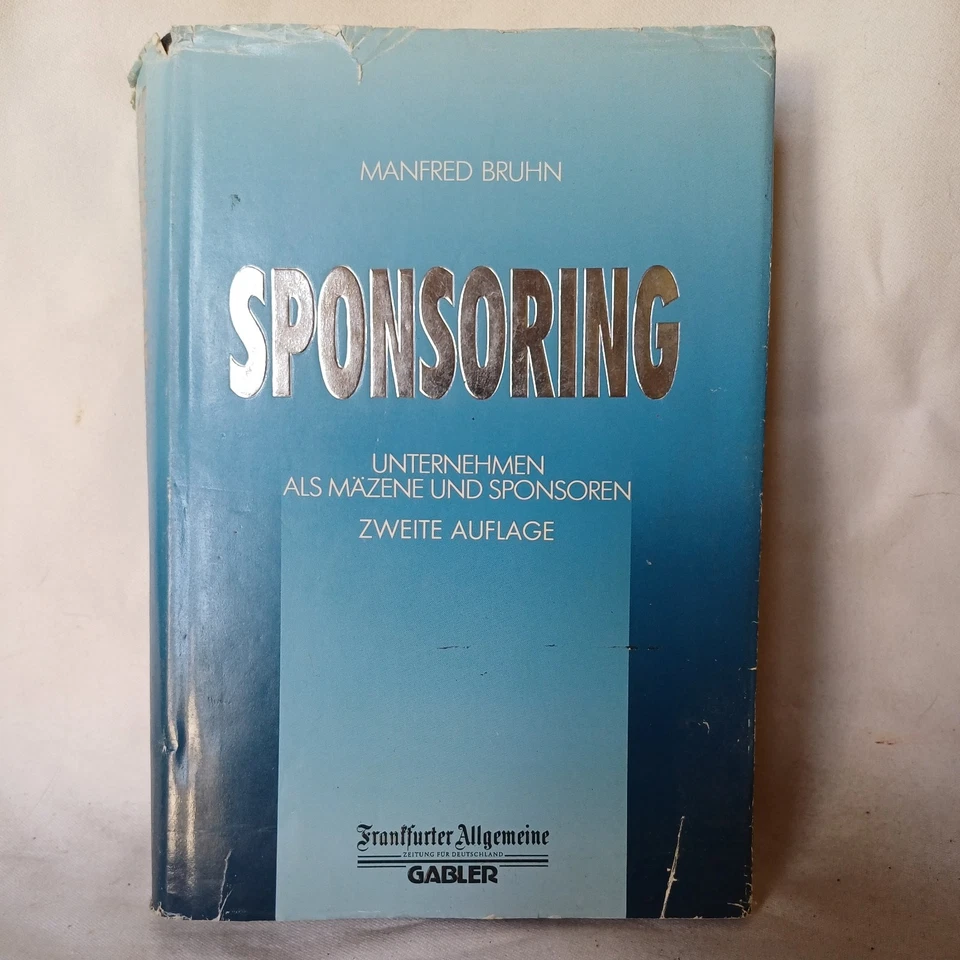 MANFRED BRUHN
SPONSORING
UNTERNEHMEN
ALS MÄZENE UND SPONSOREN
ZWEITE AUFLAGE
Frankfurter Allgemeine
ZEITUNG FÜR DEUTSCHLAND
GABLER